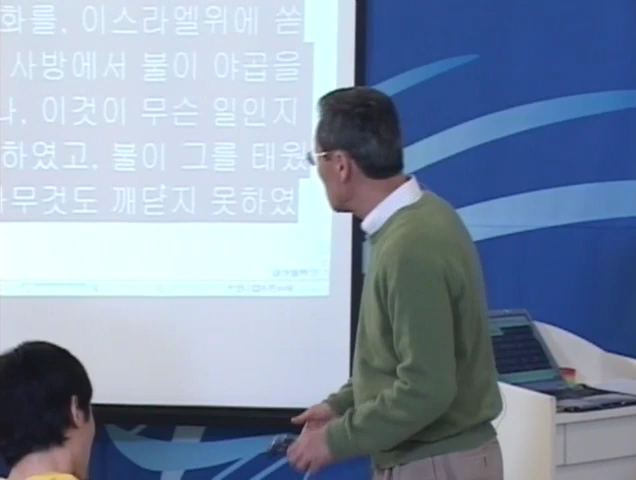 화를, 이스라엘위에 쏟
사방에서 불이 야곱을
나, 이것이 무슨 일인지
하였고, 불이 그를 태웠
아무것도 깨닫지 못하였